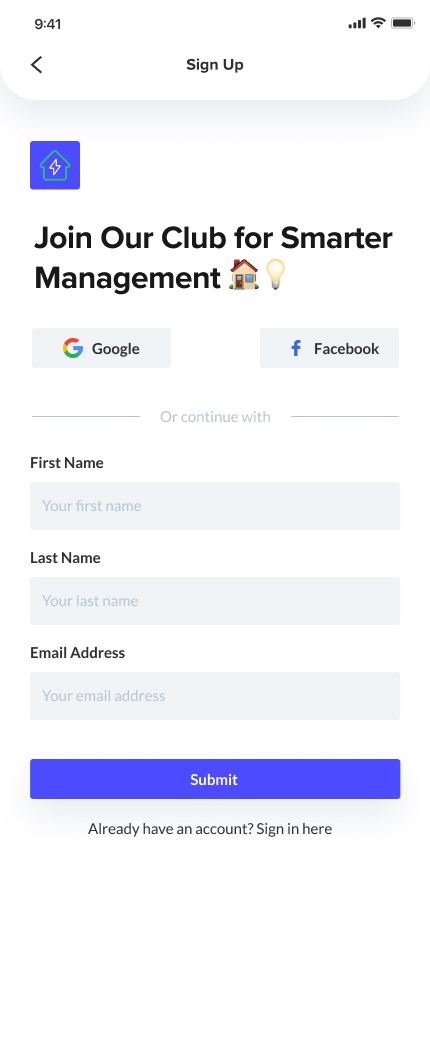 9:41
Sign Up
Join Our Club for Smarter
Management 🏠💡
Google
Facebook
Or continue with
First Name
Your first name
Last Name
Your last name
Email Address
Your email address
Submit
Already have an account? Sign in here